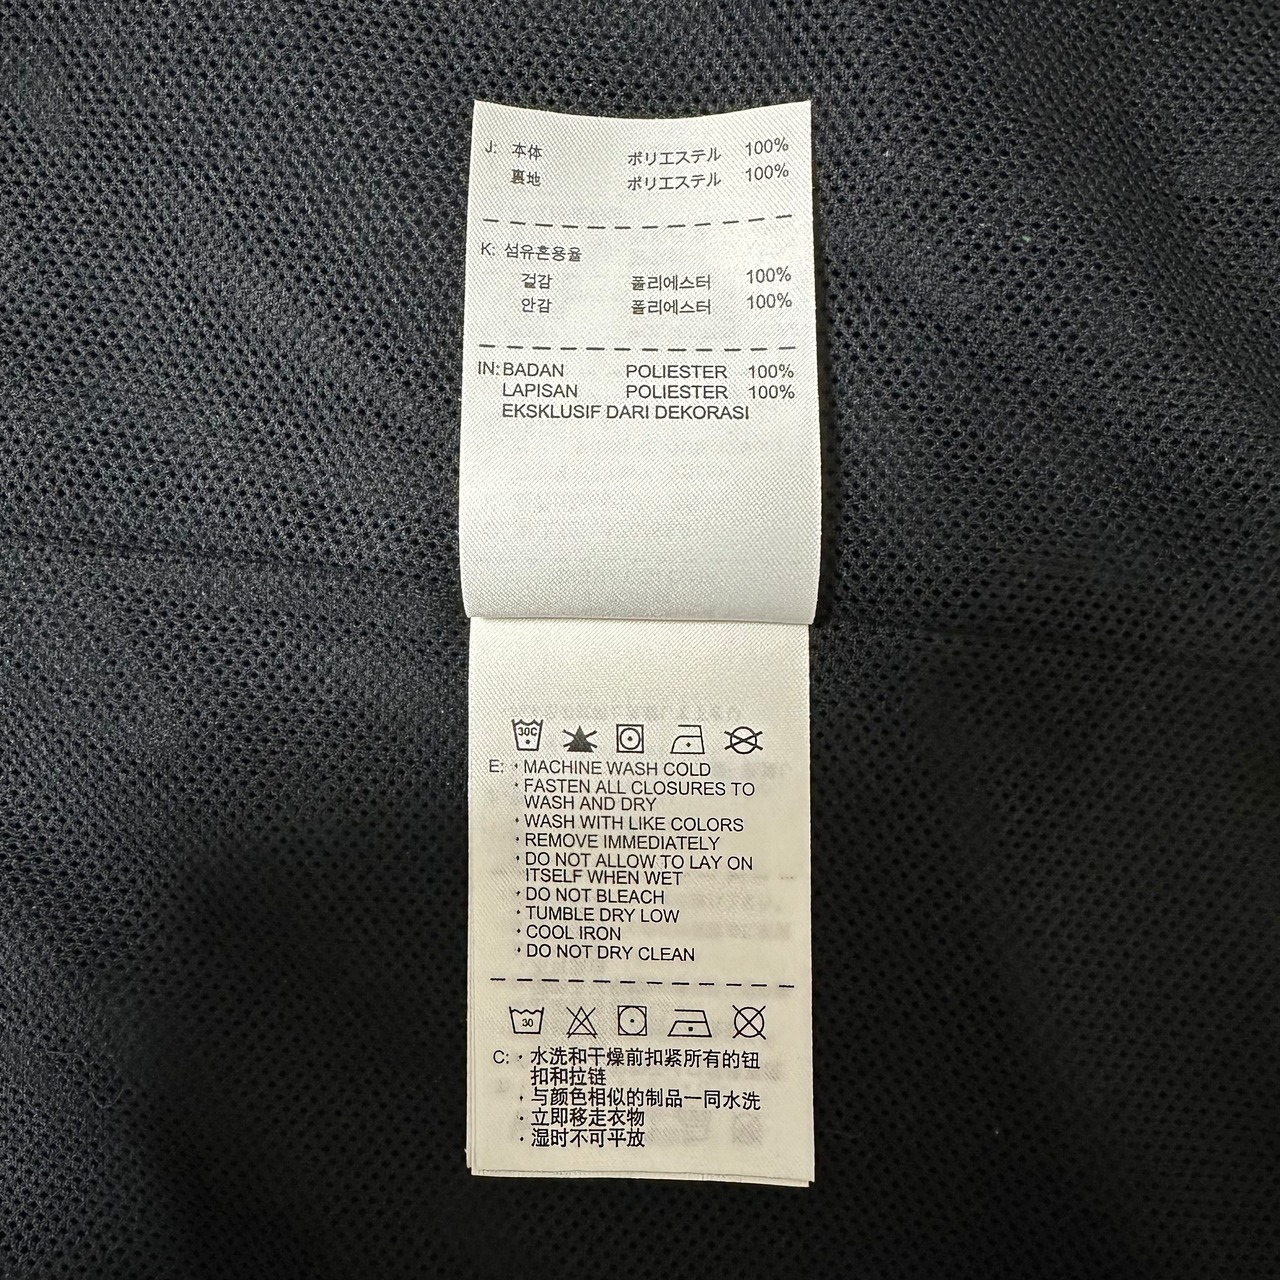 J: 本体 ポリエステル 100%
裏地 ポリエステル 100%
K: 섬유혼용율
겉감 폴리에스터 100%
안감 폴리에스터 100%
IN: BADAN POLIESTER 100%
LAPISAN POLIESTER 100%
EKSKLUSIF DARI DEKORASI
30C
E: · MACHINE WASH COLD
· FASTEN ALL CLOSURES TO
WASH AND DRY
· WASH WITH LIKE COLORS
· REMOVE IMMEDIATELY
· DO NOT ALLOW TO LAY ON
ITSELF WHEN WET
· DO NOT BLEACH
· TUMBLE DRY LOW
· COOL IRON
· DO NOT DRY CLEAN
30
C: · 水洗和干燥前扣紧所有的钮
扣和拉链
· 与颜色相似的制品一同水洗
· 立即移走衣物
· 湿时不可平放